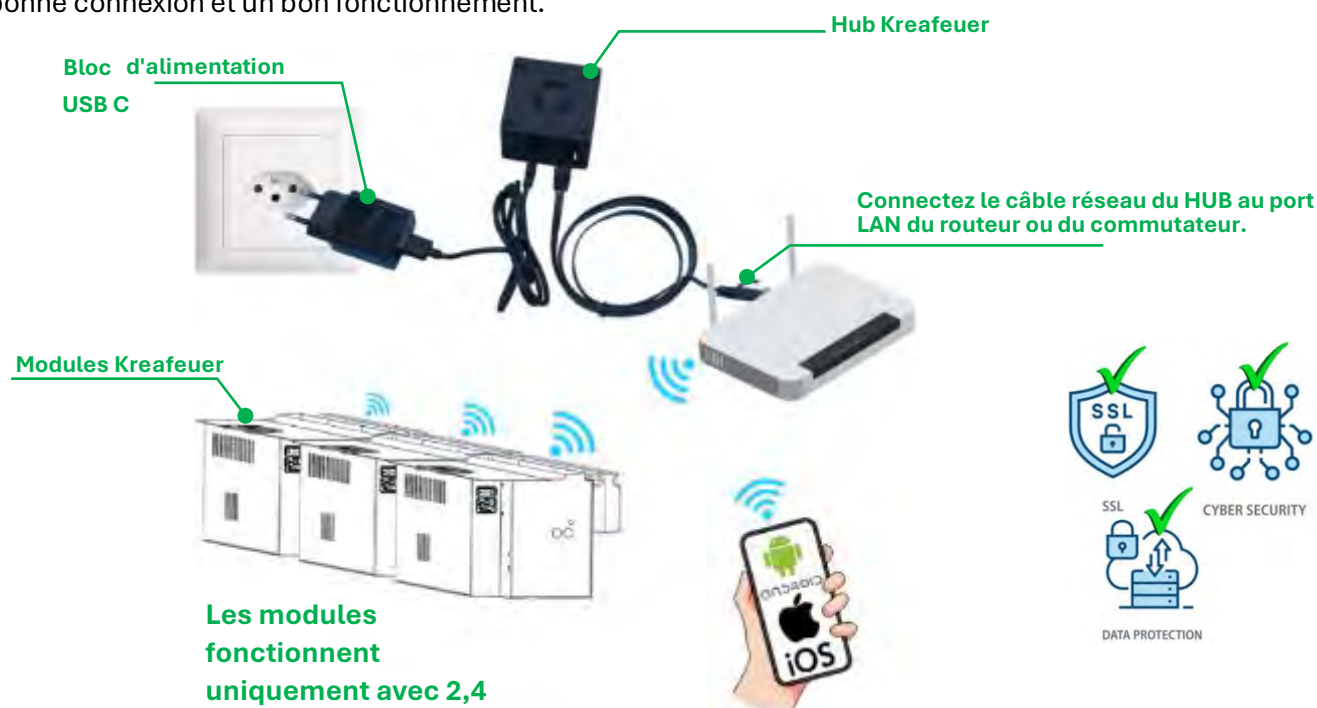 bonne connexion et un bon fonctionnement.
Hub Kreafeuer
Bloc d'alimentation
USB C
Connectez le câble réseau du HUB au port
LAN du routeur ou du commutateur.
Modules Kreafeuer
SSL
SSL
CYBER SECURITY
DATA PROTECTION
android
iOS
Les modules
fonctionnent
uniquement avec 2,4